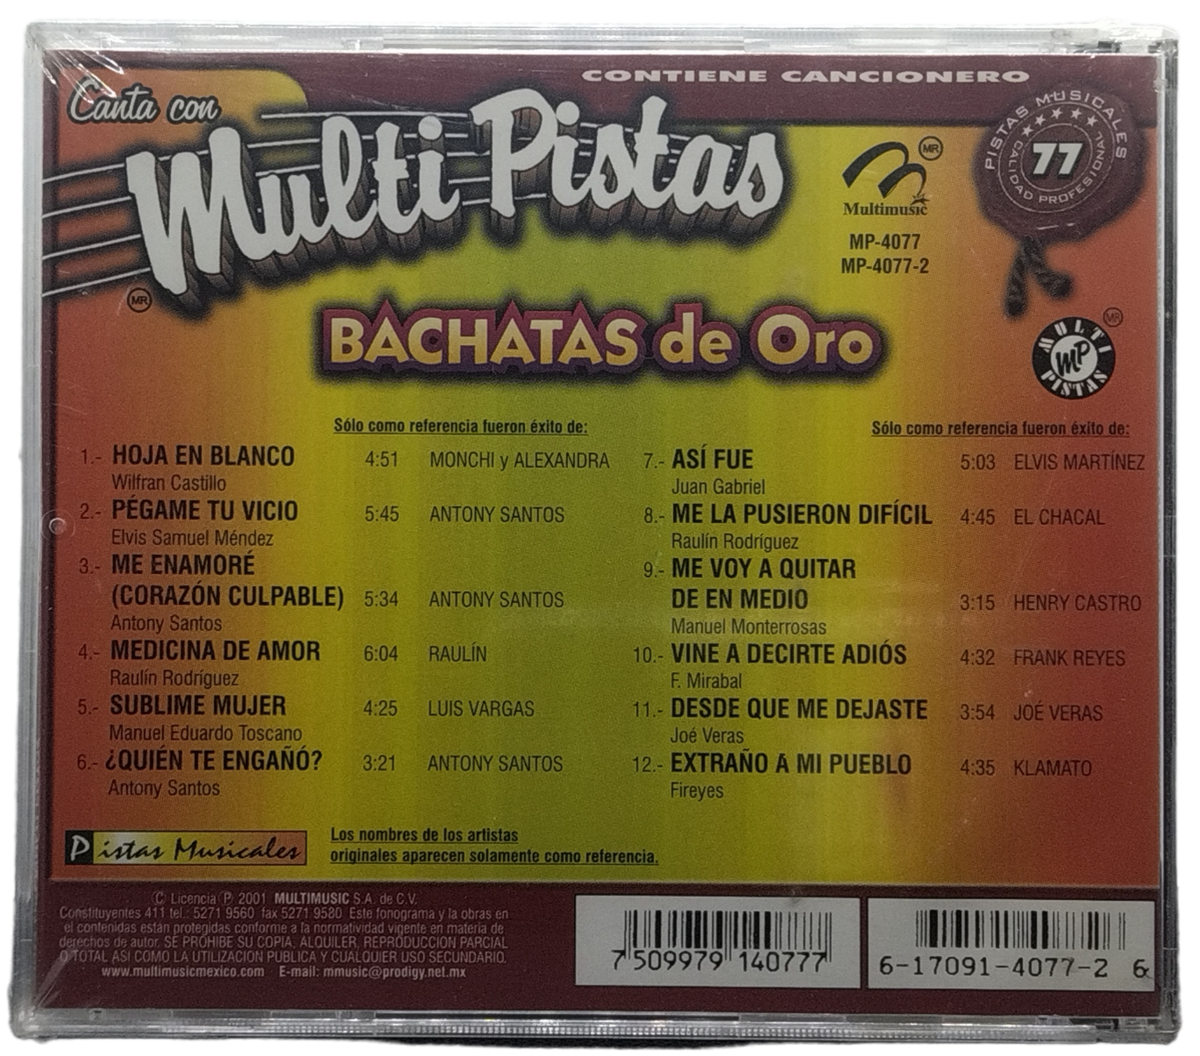 CONTIENE CANCIONERO
Canta con
Multi Pistas
MR
MR
Multimusic
MP-4077
MP-4077-2
PISTAS MUSICALES
77
CALIDAD PROFESIONAL
BACHATAS de Oro
MR
MULTI
MP
PISTAS
Sólo como referencia fueron éxito de:
1.- HOJA EN BLANCO 4:51 MONCHI y ALEXANDRA
Wilfran Castillo
2.- PÉGAME TU VICIO 5:45 ANTONY SANTOS
Elvis Samuel Méndez
3.- ME ENAMORÉ
(CORAZÓN CULPABLE) 5:34 ANTONY SANTOS
Antony Santos
4.- MEDICINA DE AMOR 6:04 RAULÍN
Raulín Rodríguez
5.- SUBLIME MUJER 4:25 LUIS VARGAS
Manuel Eduardo Toscano
6.- ¿QUIÉN TE ENGAÑÓ? 3:21 ANTONY SANTOS
Antony Santos
Sólo como referencia fueron éxito de:
7.- ASÍ FUE 5:03 ELVIS MARTÍNEZ
Juan Gabriel
8.- ME LA PUSIERON DIFÍCIL 4:45 EL CHACAL
Raulín Rodríguez
9.- ME VOY A QUITAR
DE EN MEDIO 3:15 HENRY CASTRO
Manuel Monterrosas
10.- VINE A DECIRTE ADIÓS 4:32 FRANK REYES
F. Mirabal
11.- DESDE QUE ME DEJASTE 3:54 JOÉ VERAS
Joé Veras
12.- EXTRAÑO A MI PUEBLO 4:35 KLAMATO
Fireyes
Pistas Musicales
Los nombres de los artistas
originales aparecen solamente como referencia.
© Licencia ℗ 2001 MULTIMUSIC S.A. de C.V.
Constituyentes 411 tel.: 5271 9560 fax 5271 9580 Este fonograma y la obras en
el contenidas están protegidas conforme a la normatividad vigente en materia de
derechos de autor. SE PROHIBE SU COPIA, ALQUILER, REPRODUCCION PARCIAL
O TOTAL ASI COMO LA UTILIZACION PUBLICA Y CUALQUIER USO SECUNDARIO.
www.multimusicmexico.com E-mail: mmusic@prodigy.net.mx
7 509979 140777
6-17091-4077-2 6